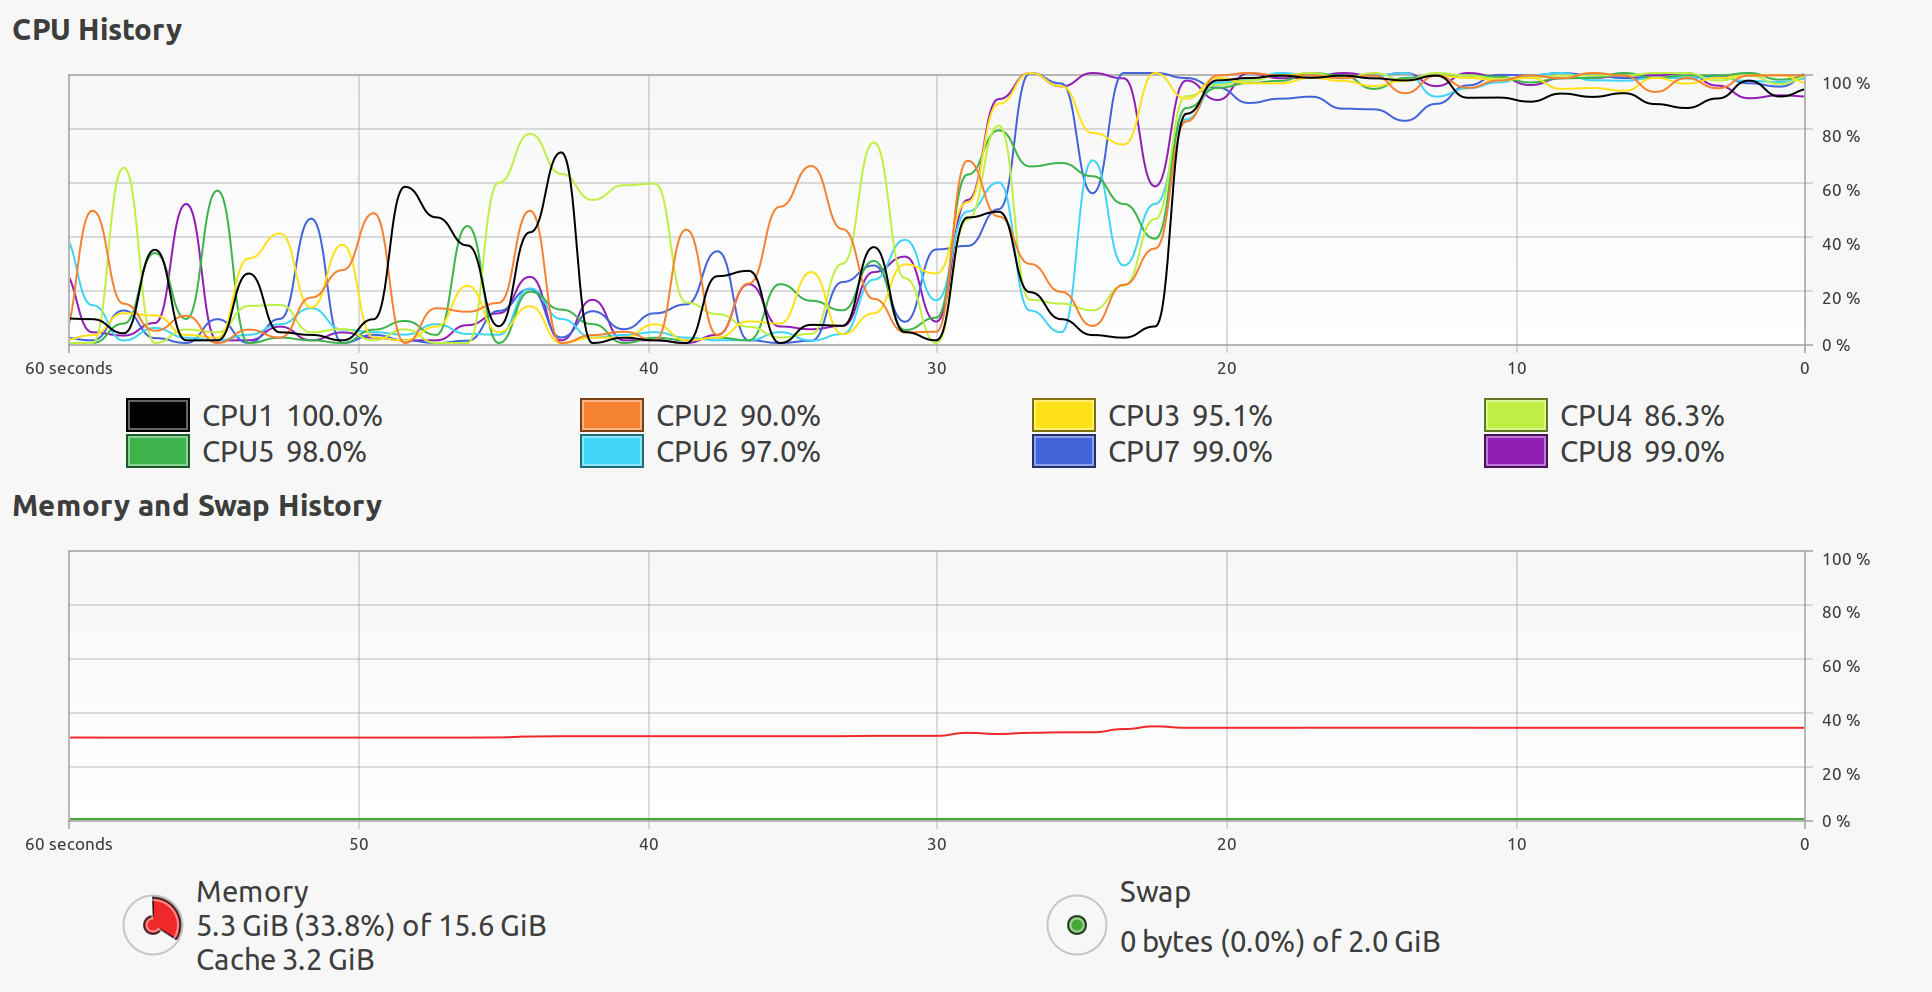 CPU History
100 %
80 %
60 %
40 %
20 %
0 %
60 seconds 50 40 30 20 10 0
CPU1 100.0% CPU2 90.0% CPU3 95.1% CPU4 86.3%
CPU5 98.0% CPU6 97.0% CPU7 99.0% CPU8 99.0%
Memory and Swap History
100 %
80 %
60 %
40 %
20 %
0 %
60 seconds 50 40 30 20 10 0
Memory
5.3 GiB (33.8%) of 15.6 GiB
Cache 3.2 GiB
Swap
0 bytes (0.0%) of 2.0 GiB